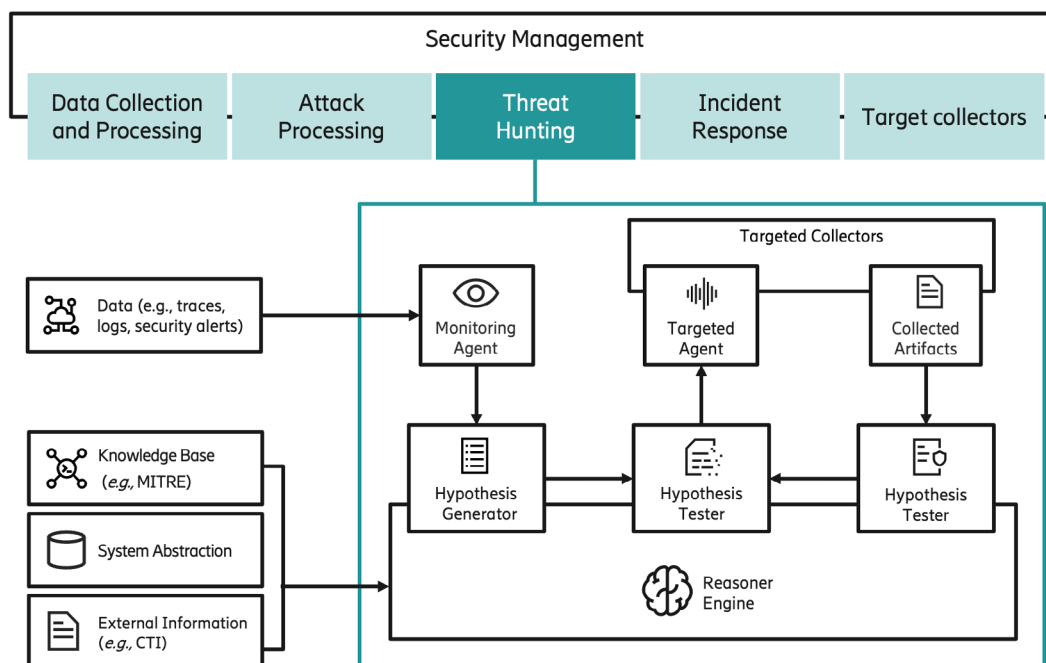 Security Management
Data Collection
and Processing
Attack
Processing
Threat
Hunting
Incident
Response
Target collectors
Targeted Collectors
Data (e.g., traces,
logs, security alerts)
Monitoring
Agent
Targeted
Agent
Collected
Artifacts
Knowledge Base
(e.g., MITRE)
System Abstraction
External Information
(e.g., CTI)
Hypothesis
Generator
Hypothesis
Tester
Hypothesis
Tester
Reasoner
Engine